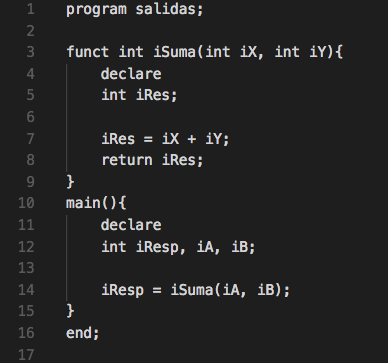 1 program salidas;
2
3 funct int iSuma(int iX, int iY){
4 declare
5 int iRes;
6
7 iRes = iX + iY;
8 return iRes;
9 }
10 main(){
11 declare
12 int iResp, iA, iB;
13
14 iResp = iSuma(iA, iB);
15 }
16 end;
17